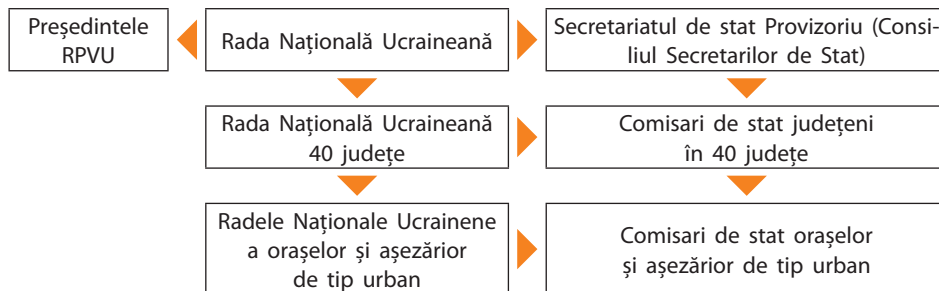 Președintele
RPVU
Rada Națională Ucraineană
Secretariatul de stat Provizoriu (Consi-
liul Secretarilor de Stat)
Rada Națională Ucraineană
40 județe
Comisari de stat județeni
în 40 județe
Radele Naționale Ucrainene
a orașelor și așezărior
de tip urban
Comisari de stat orașelor
și așezărior de tip urban